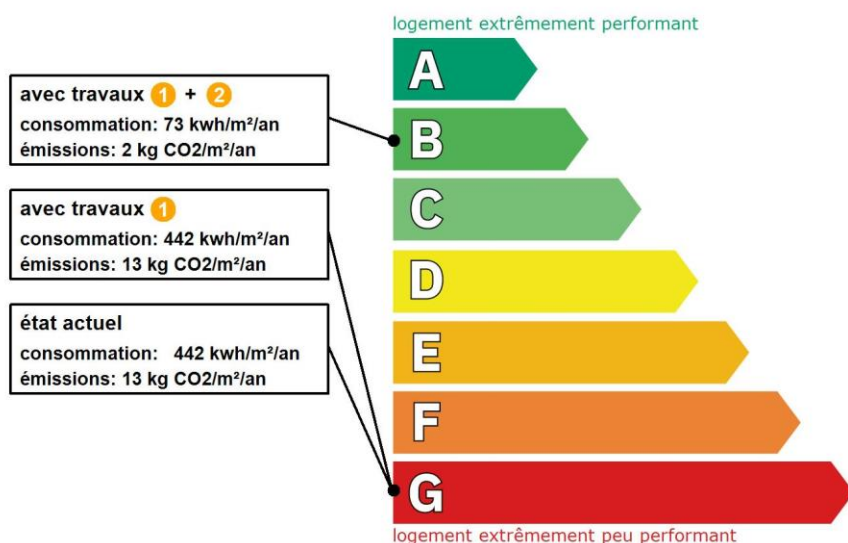 logement extrêmement performant
avec travaux 1 + 2
consommation: 73 kwh/m²/an
émissions: 2 kg CO2/m²/an
avec travaux 1
consommation: 442 kwh/m²/an
émissions: 13 kg CO2/m²/an
état actuel
consommation: 442 kwh/m²/an
émissions: 13 kg CO2/m²/an
A
B
C
D
E
F
G
logement extrêmement peu performant